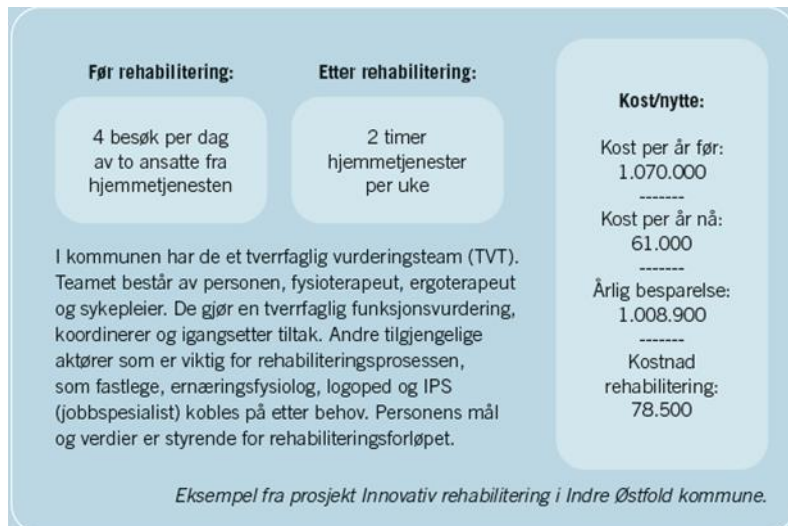 Før rehabilitering:
4 besøk per dag
av to ansatte fra
hjemmetjenesten
Etter rehabilitering:
2 timer
hjemmetjenester
per uke
I kommunen har de et tverrfaglig vurderingsteam (TVT).
Teamet består av personen, fysioterapeut, ergoterapeut
og sykepleier. De gjør en tverrfaglig funksjonsvurdering,
koordinerer og igangsetter tiltak. Andre tilgjengelige
aktører som er viktig for rehabiliteringsprosessen,
som fastlege, ernæringsfysiolog, logoped og IPS
(jobbspesialist) kobles på etter behov. Personens mål
og verdier er styrende for rehabiliteringsforløpet.
Kost/nytte:
Kost per år før:
1.070.000
-------
Kost per år nå:
61.000
-------
Årlig besparelse:
1.008.900
-------
Kostnad
rehabilitering:
78.500
Eksempel fra prosjekt Innovativ rehabilitering i Indre Østfold kommune.